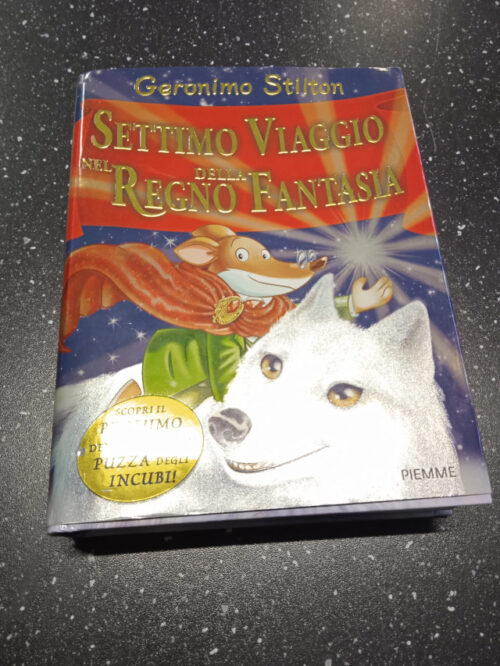 Geronimo Stilton
SETTIMO VIAGGIO
NEL REGNO DELLA FANTASIA
SCOPRI IL
PUZZA DEGLI
INCUBI!
PIEMME